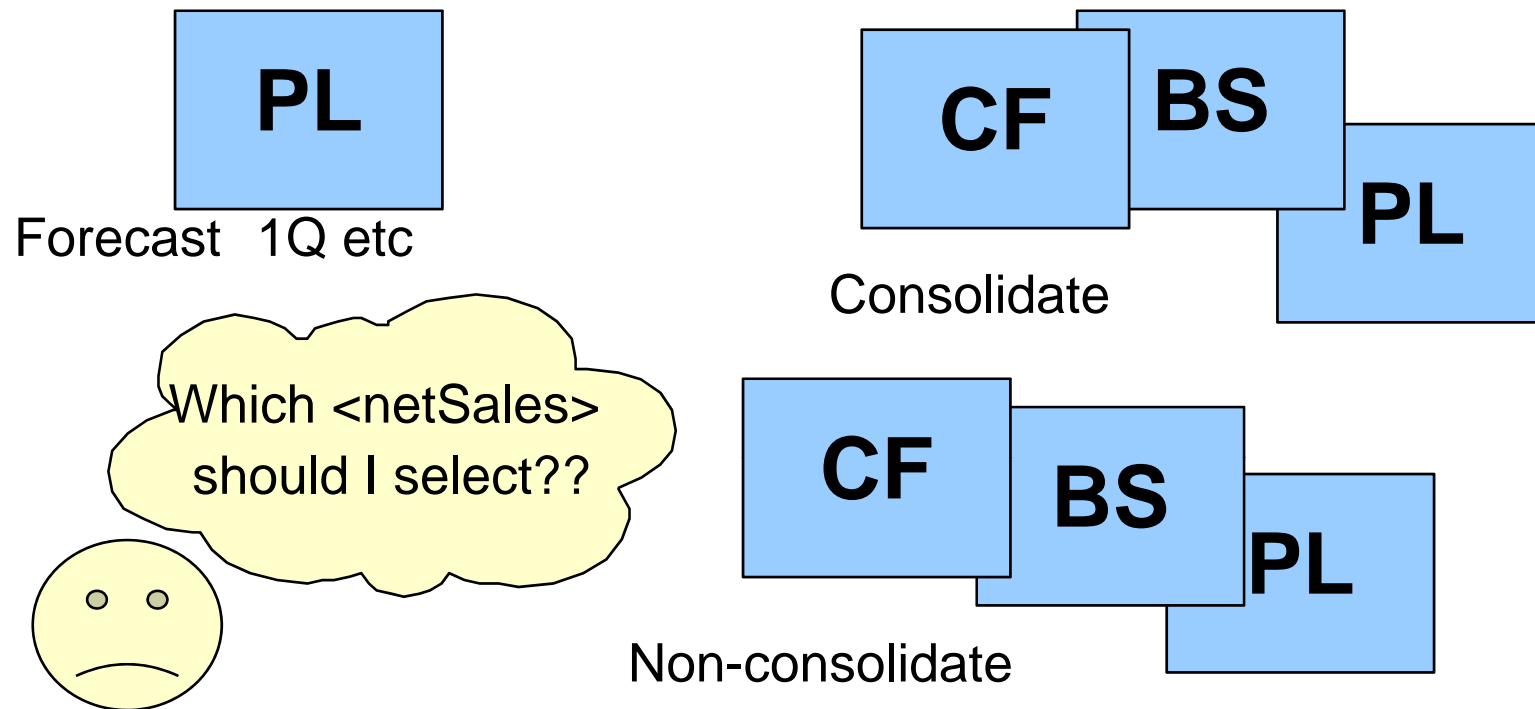 PL
Forecast 1Q etc
CF
BS
PL
Consolidate
Which <netSales>
should I select??
CF
BS
PL
Non-consolidate